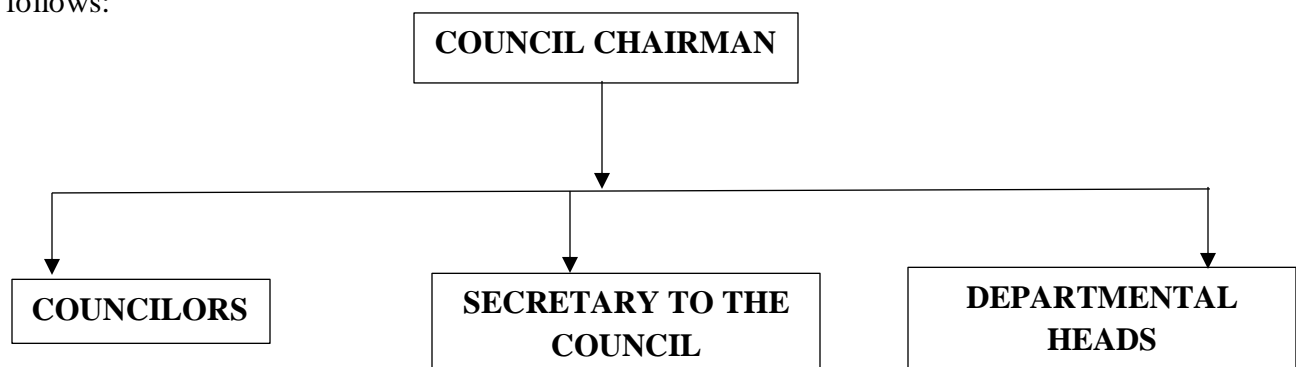 follows:
COUNCIL CHAIRMAN
COUNCILORS
SECRETARY TO THE
COUNCIL
DEPARTMENTAL
HEADS